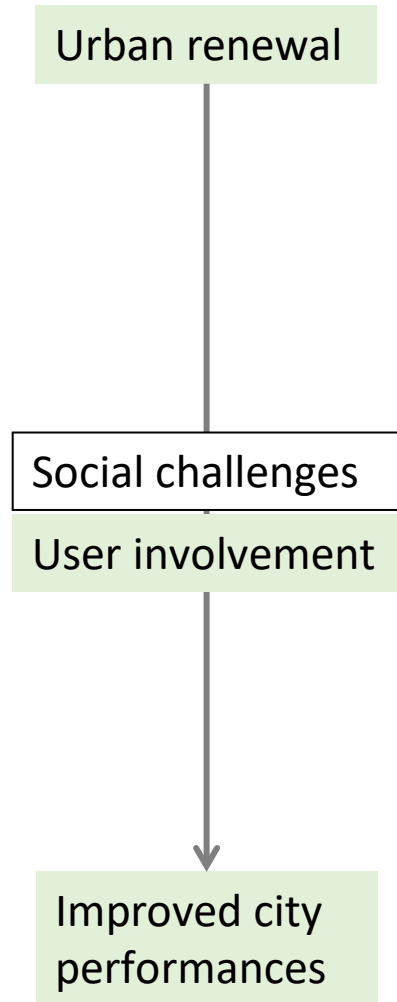 Urban renewal
Social challenges
User involvement
Improved city
performances